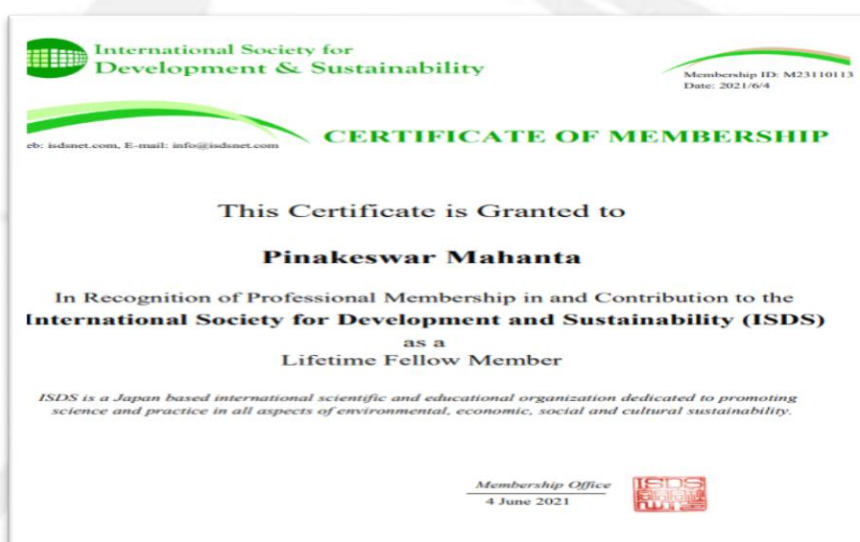 International Society for
Development & Sustainability
Membership ID: M23110113
Date: 2021/6/4
eb: isdsnet.com, E-mail: info@isdsnet.com
CERTIFICATE OF MEMBERSHIP
This Certificate is Granted to
Pinakeswar Mahanta
In Recognition of Professional Membership in and Contribution to the
International Society for Development and Sustainability (ISDS)
as a
Lifetime Fellow Member
ISDS is a Japan based international scientific and educational organization dedicated to promoting
science and practice in all aspects of environmental, economic, social and cultural sustainability.
Membership Office
4 June 2021
ISDS